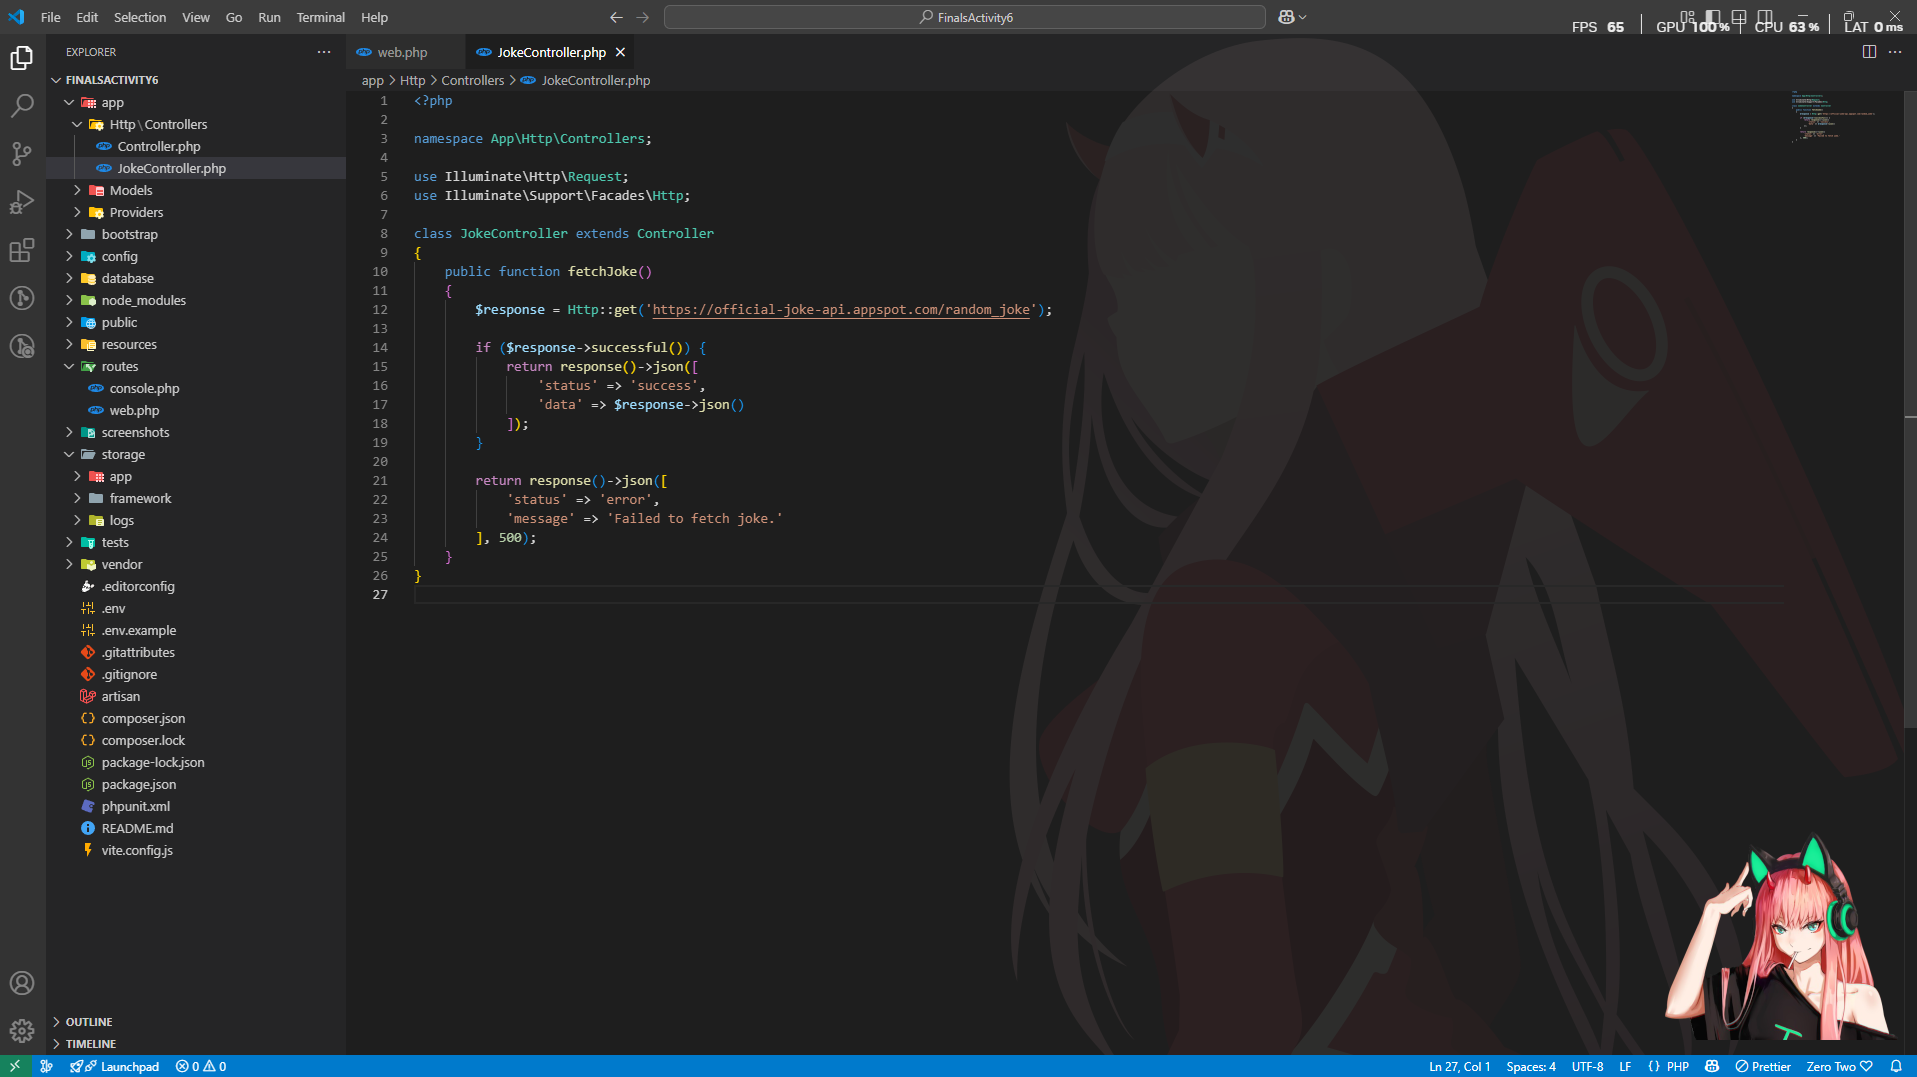 File Edit Selection View Go Run Terminal Help
FinalsActivity6
FPS 65 GPU 100 % CPU 63 % LAT 0 ms
EXPLORER
FINALSACTIVITY6
app
Http \ Controllers
Controller.php
JokeController.php
Models
Providers
bootstrap
config
database
node_modules
public
resources
routes
console.php
web.php
screenshots
storage
app
framework
logs
tests
vendor
.editorconfig
.env
.env.example
.gitattributes
.gitignore
artisan
composer.json
composer.lock
package-lock.json
package.json
phpunit.xml
README.md
vite.config.js
OUTLINE
TIMELINE
web.php JokeController.php
app > Http > Controllers > JokeController.php
1 <?php
2
3 namespace App\Http\Controllers;
4
5 use Illuminate\Http\Request;
6 use Illuminate\Support\Facades\Http;
7
8 class JokeController extends Controller
9 {
10 public function fetchJoke()
11 {
12 $response = Http::get('https://official-joke-api.appspot.com/random_joke');
13
14 if ($response->successful()) {
15 return response()->json([
16 'status' => 'success',
17 'data' => $response->json()
18 ]);
19 }
20
21 return response()->json([
22 'status' => 'error',
23 'message' => 'Failed to fetch joke.'
24 ], 500);
25 }
26 }
27
Launchpad 0 0 Ln 27, Col 1 Spaces: 4 UTF-8 LF {} PHP Prettier Zero Two